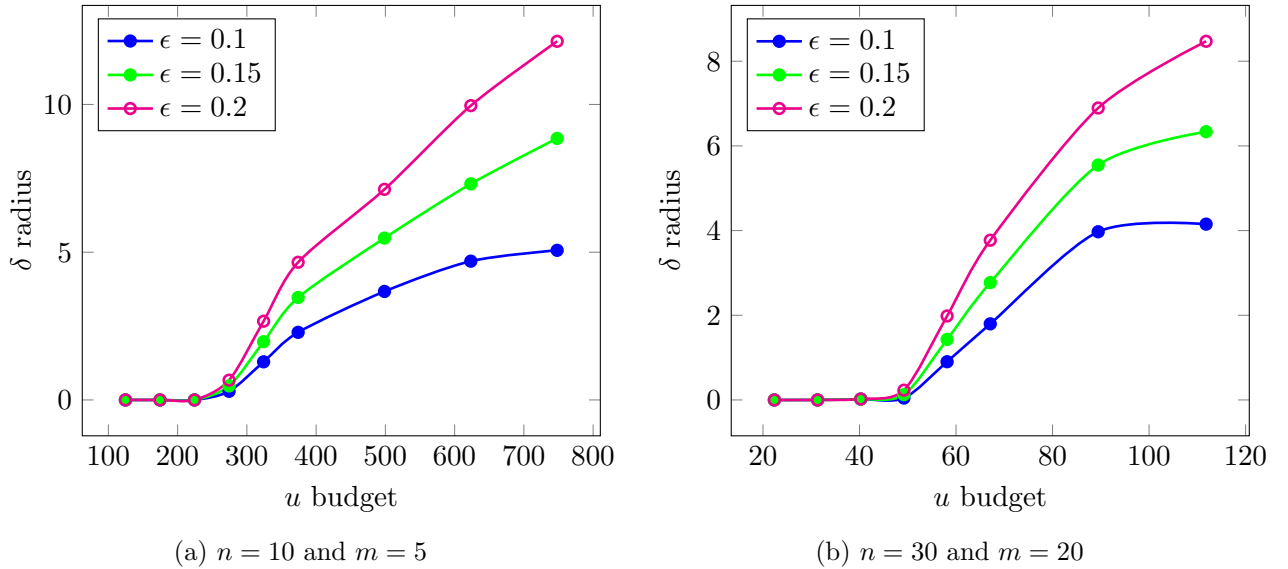 ϵ = 0.1
ϵ = 0.15
ϵ = 0.2
10
5
0
δ radius
100 200 300 400 500 600 700 800
u budget
(a) n = 10 and m = 5
ϵ = 0.1
ϵ = 0.15
ϵ = 0.2
8
6
4
2
0
δ radius
20 40 60 80 100 120
u budget
(b) n = 30 and m = 20